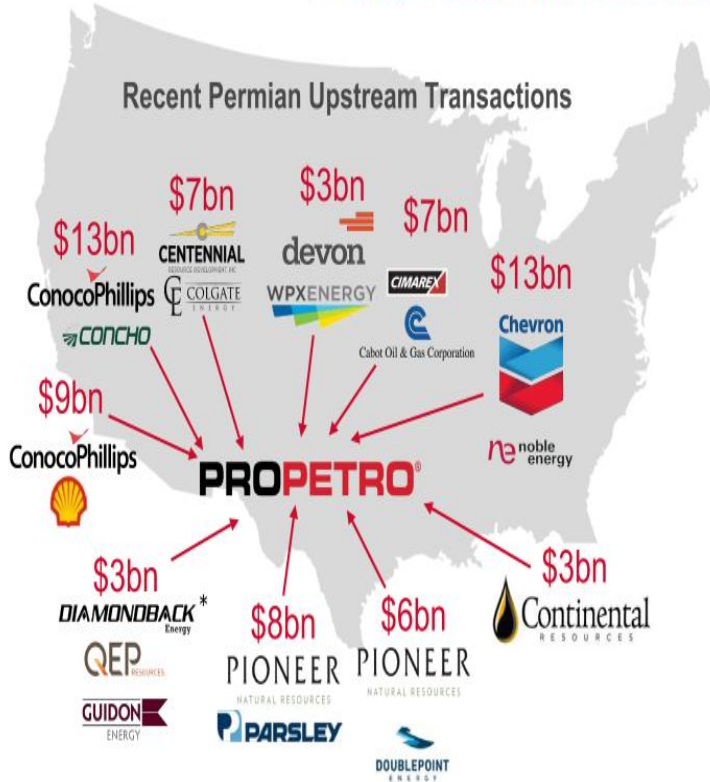 Recent Permian Upstream Transactions
$13bn
ConocoPhillips
CONCHO
$7bn
CENTENNIAL
RESOURCE DEVELOPMENT, INC
COLGATE
ENERGY
$3bn
devon
WPXENERGY
$7bn
CIMAREX
Cabot Oil & Gas Corporation
$13bn
Chevron
ne noble
energy
$9bn
ConocoPhillips
PROPETRO®
$3bn
DIAMONDBACK*
Energy
QEP RESOURCES
GUIDON
ENERGY
$8bn
PIONEER
NATURAL RESOURCES
PARSLEY
$6bn
PIONEER
NATURAL RESOURCES
DOUBLEPOINT
ENERGY
$3bn
Continental
RESOURCES